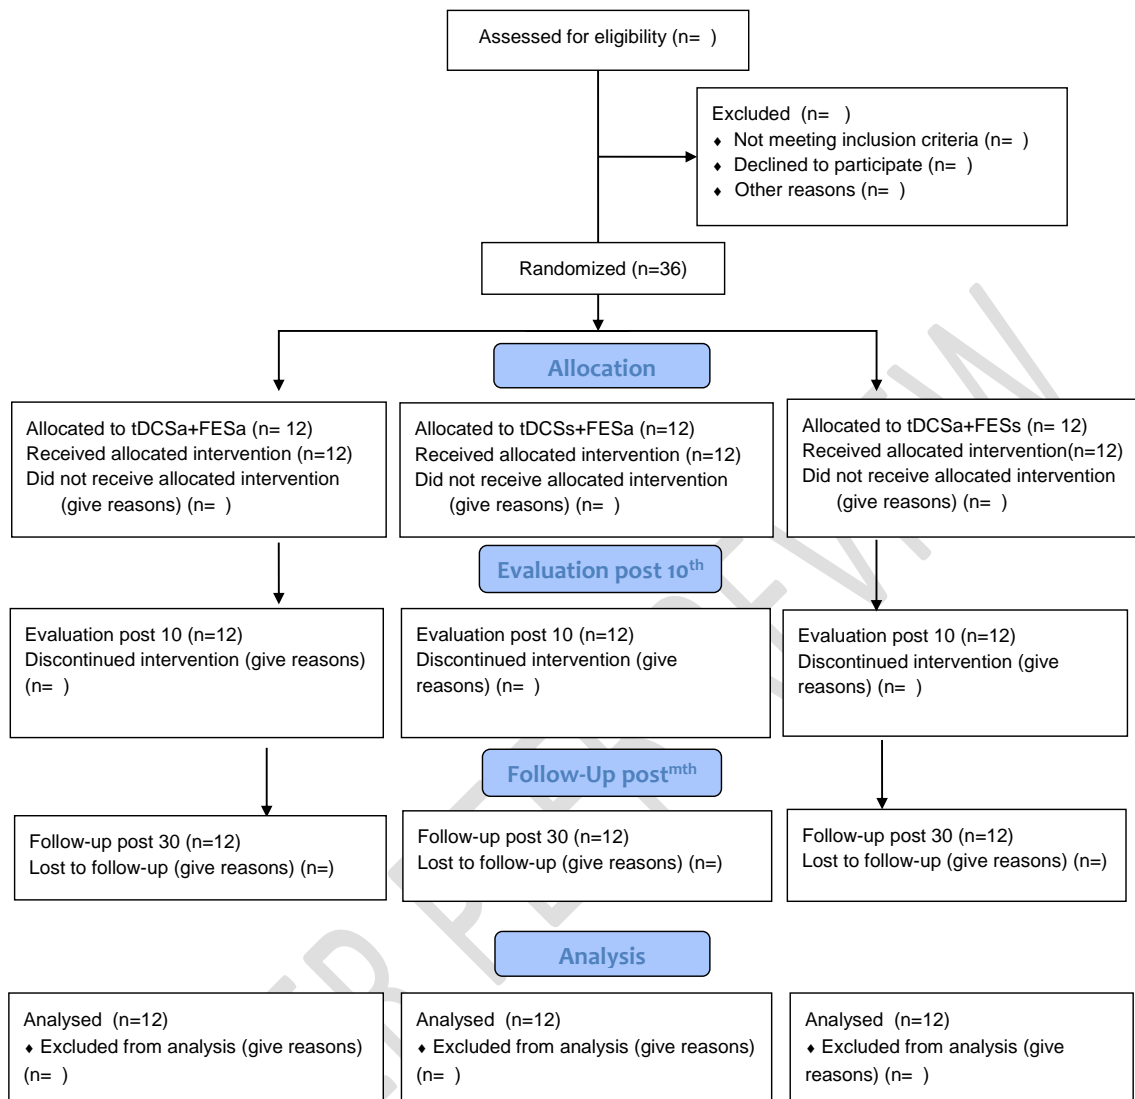 Assessed for eligibility (n=  )
Excluded  (n=   )
♦ Not meeting inclusion criteria (n=  )
♦ Declined to participate (n=  )
♦ Other reasons (n=  )
Randomized (n=36)
Allocation
Allocated to tDCSa+FESa (n= 12)
Received allocated intervention (n=12)
Did not receive allocated intervention
(give reasons) (n=  )
Allocated to tDCSs+FESa (n=12)
Received allocated intervention (n=12)
Did not receive allocated intervention
(give reasons) (n=  )
Allocated to tDCSa+FESs (n= 12)
Received allocated intervention(n=12)
Did not receive allocated intervention
(give reasons) (n=  )
Evaluation post 10th
Evaluation post 10 (n=12)
Discontinued intervention (give reasons)
(n=  )
Evaluation post 10 (n=12)
Discontinued intervention (give
reasons) (n=  )
Evaluation post 10 (n=12)
Discontinued intervention (give
reasons) (n=  )
Follow-Up postmth
Follow-up post 30 (n=12)
Lost to follow-up (give reasons) (n=)
Follow-up post 30 (n=12)
Lost to follow-up (give reasons) (n=)
Follow-up post 30 (n=12)
Lost to follow-up (give reasons) (n=)
Analysis
Analysed  (n=12)
♦ Excluded from analysis (give reasons)
(n=  )
Analysed  (n=12)
♦ Excluded from analysis (give reasons)
(n=  )
Analysed  (n=12)
♦ Excluded from analysis (give
reasons) (n=  )
ER PEER REVIEW